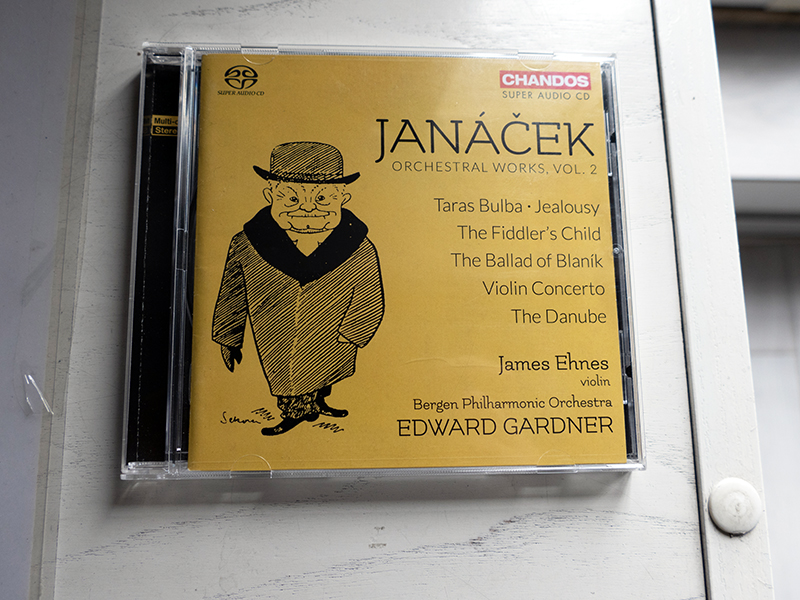 SUPER AUDIO CD
CHANDOS
SUPER AUDIO CD
Stere
JANÁČEK
ORCHESTRAL WORKS, VOL. 2
Taras Bulba · Jealousy
The Fiddler's Child
The Ballad of Blaník
Violin Concerto
The Danube
James Ehnes
violin
Bergen Philharmonic Orchestra
EDWARD GARDNER